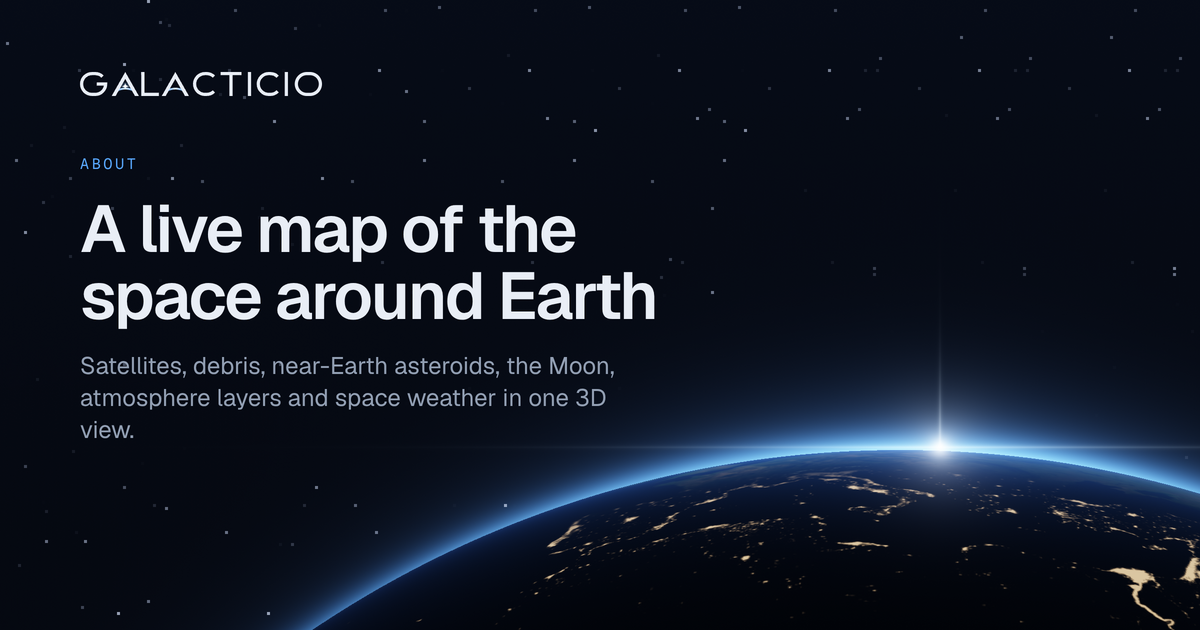 GALACTICIO
ABOUT
A live map of the
space around Earth
Satellites, debris, near-Earth asteroids, the Moon,
atmosphere layers and space weather in one 3D
view.